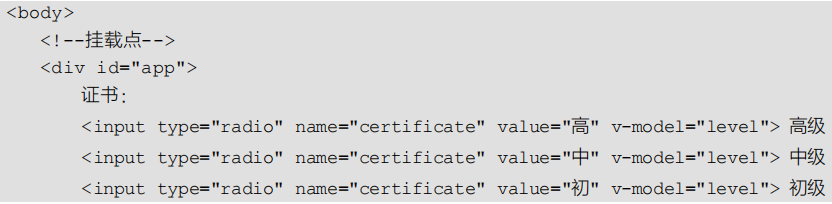 <body>
<!--挂载点-->
<div id="app">
证书：
<input type="radio" name="certificate" value="高" v-model="level"> 高级
<input type="radio" name="certificate" value="中" v-model="level"> 中级
<input type="radio" name="certificate" value="初" v-model="level"> 初级